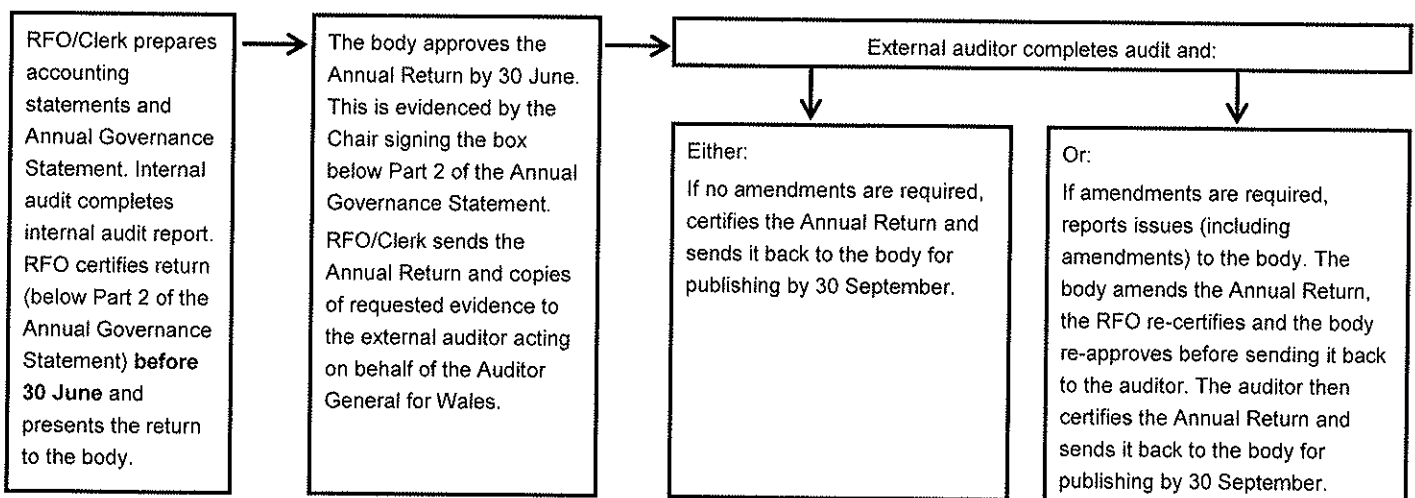 RFO/Clerk prepares
accounting
statements and
Annual Governance
Statement. Internal
audit completes
internal audit report.
RFO certifies return
(below Part 2 of the
Annual Governance
Statement) before
30 June and
presents the return
to the body.
The body approves the
Annual Return by 30 June.
This is evidenced by the
Chair signing the box
below Part 2 of the Annual
Governance Statement.
RFO/Clerk sends the
Annual Return and copies
of requested evidence to
the external auditor acting
on behalf of the Auditor
General for Wales.
External auditor completes audit and:
Either:
If no amendments are required,
certifies the Annual Return and
sends it back to the body for
publishing by 30 September.
Or:
If amendments are required,
reports issues (including
amendments) to the body. The
body amends the Annual Return,
the RFO re-certifies and the body
re-approves before sending it back
to the auditor. The auditor then
certifies the Annual Return and
sends it back to the body for
publishing by 30 September.